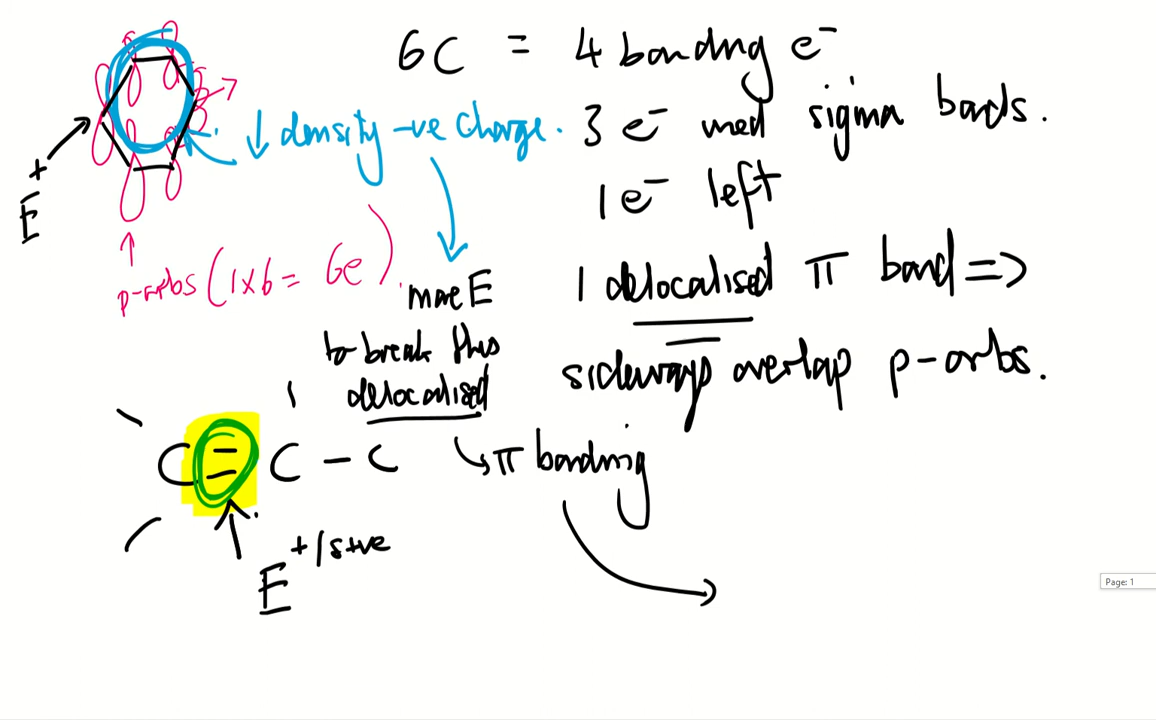 6C = 4 bonding e⁻
↓ density -ve charge.
3 e⁻ used sigma bonds.
E⁺
1e⁻ left
p-orbs (1x6 = 6e).
1 delocalised π bond =>
sideways overlap p-orbs.
more E
to break this
delocalised
↳ π bonding
C = C - C
E +/δ+ve
Page: 1